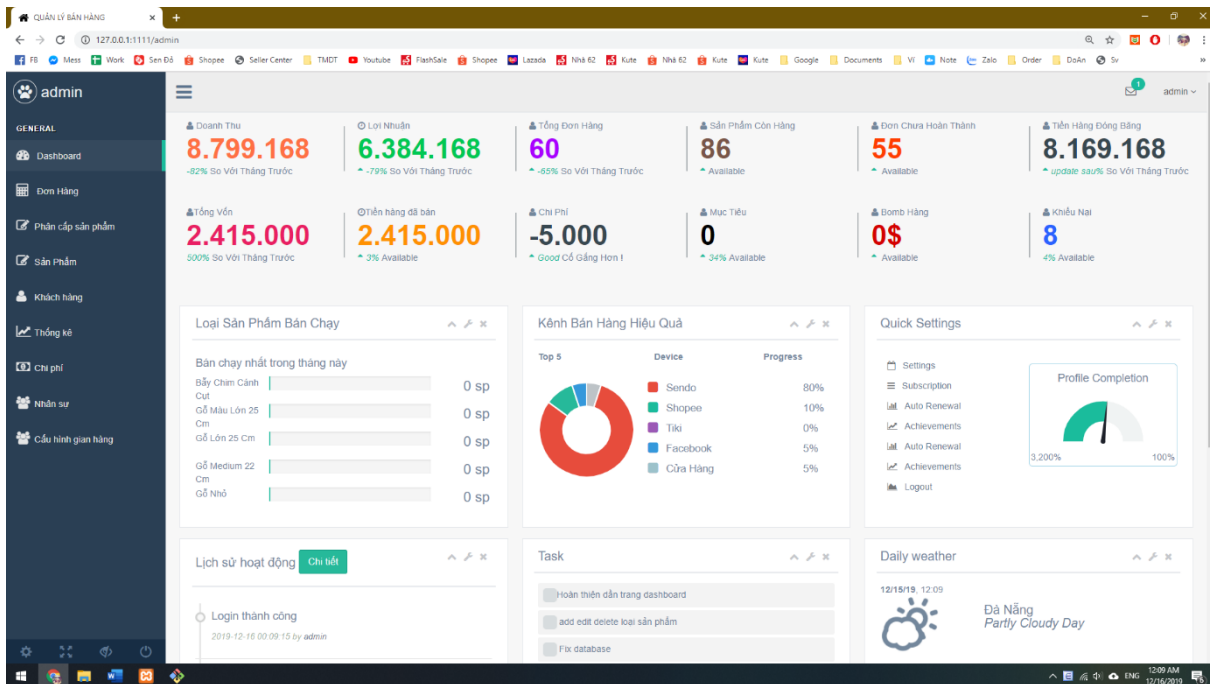 QUẢN LÝ BÁN HÀNG
127.0.0.1:1111/admin
FB Mess Work Sen Đỏ Shopee Seller Center TMDT Youtube FlashSale Shopee Lazada Nhà 62 Kute Nhà 62 Kute Kute Google Documents Ví Note Zalo Order DoAn Sv »
admin
1
admin
GENERAL
Dashboard
Đơn Hàng
Phân cấp sản phẩm
Sản Phẩm
Khách hàng
Thống kê
Chi phí
Nhân sự
Cấu hình gian hàng
Doanh Thu
8.799.168
-82% So Với Tháng Trước
Lợi Nhuận
6.384.168
-79% So Với Tháng Trước
Tổng Đơn Hàng
60
-65% So Với Tháng Trước
Sản Phẩm Còn Hàng
86
Available
Đơn Chưa Hoàn Thành
55
Available
Tiền Hàng Đóng Băng
8.169.168
update sau% So Với Tháng Trước
Tổng Vốn
2.415.000
500% So Với Tháng Trước
Tiền hàng đã bán
2.415.000
3% Available
Chi Phí
-5.000
Good Cố Gắng Hơn !
Mục Tiêu
0
34% Available
Bomb Hàng
0$
Available
Khiếu Nại
8
4% Available
Loại Sản Phẩm Bán Chạy
Bán chạy nhất trong tháng này
Bẫy Chim Cánh Cụt
0 sp
Gỗ Màu Lớn 25 Cm
0 sp
Gỗ Lớn 25 Cm
0 sp
Gỗ Medium 22 Cm
0 sp
Gỗ Nhỏ
0 sp
Kênh Bán Hàng Hiệu Quả
Top 5 Device Progress
Sendo 80%
Shopee 10%
Tiki 0%
Facebook 5%
Cửa Hàng 5%
Quick Settings
Settings
Subscription
Auto Renewal
Achievements
Auto Renewal
Achievements
Logout
Profile Completion
3,200% 100%
Lịch sử hoạt động Chi tiết
Login thành công
2019-12-16 00:09:15 by admin
Task
Hoàn thiện dần trang dashboard
add edit delete loại sản phẩm
Fix database
Daily weather
12/15/19, 12:09
Đà Nẵng
Partly Cloudy Day
ENG
12:09 AM
12/16/2019